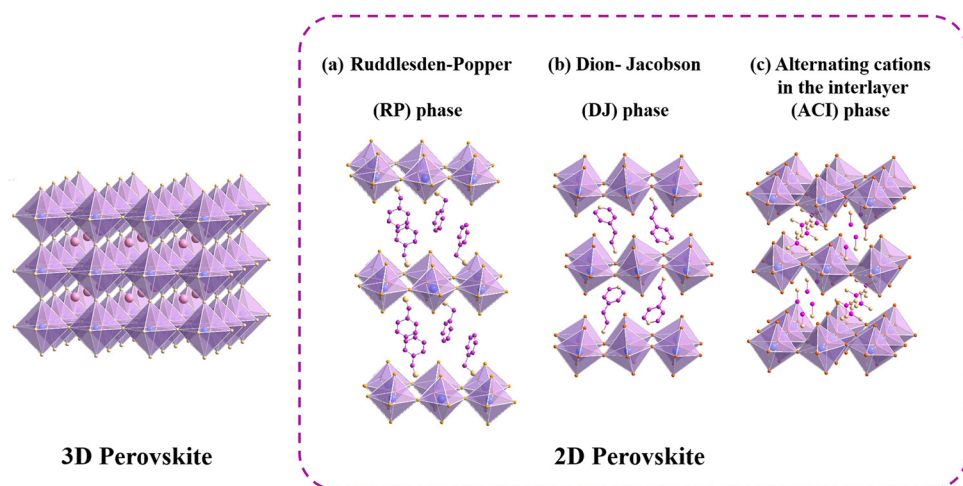 (a) Ruddlesden-Popper
(RP) phase
(b) Dion- Jacobson
(DJ) phase
(c) Alternating cations
in the interlayer
(ACI) phase
3D Perovskite
2D Perovskite